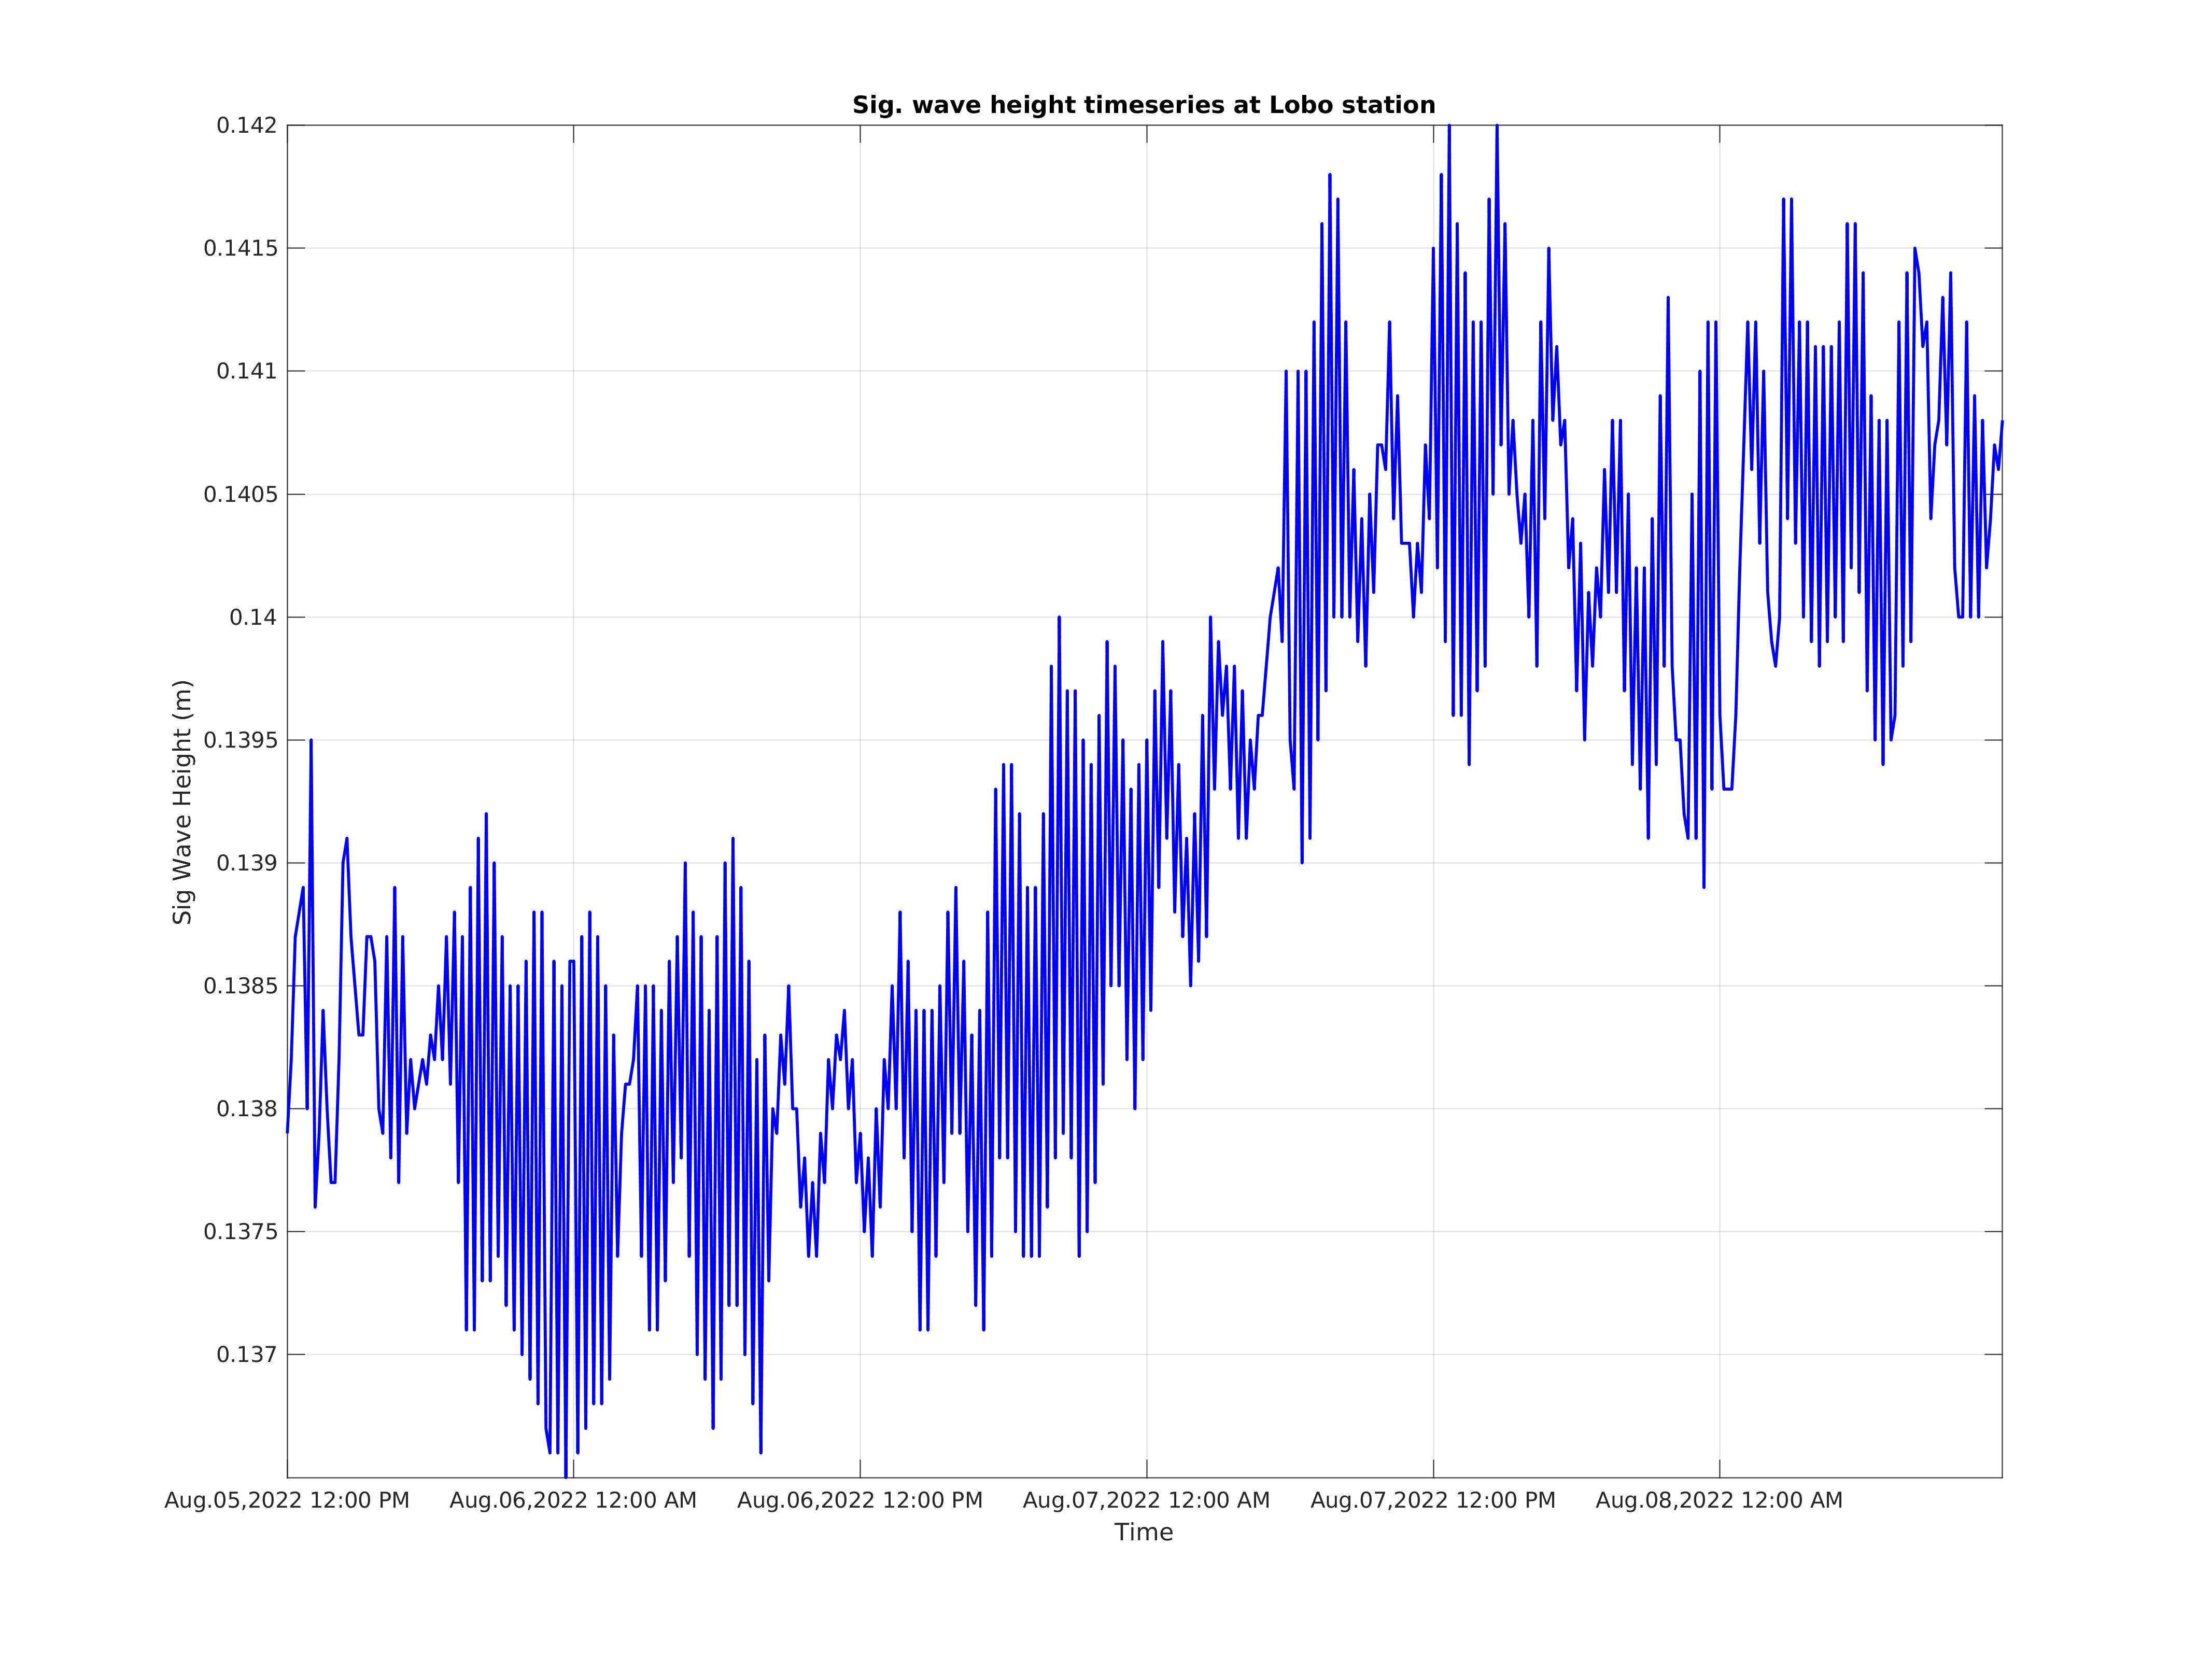 Sig. wave height timeseries at Lobo station
0.142
0.1415
0.141
0.1405
0.14
0.1395
0.139
0.1385
0.138
0.1375
0.137
Sig Wave Height (m)
Aug.05,2022 12:00 PM Aug.06,2022 12:00 AM Aug.06,2022 12:00 PM Aug.07,2022 12:00 AM Aug.07,2022 12:00 PM Aug.08,2022 12:00 AM
Time